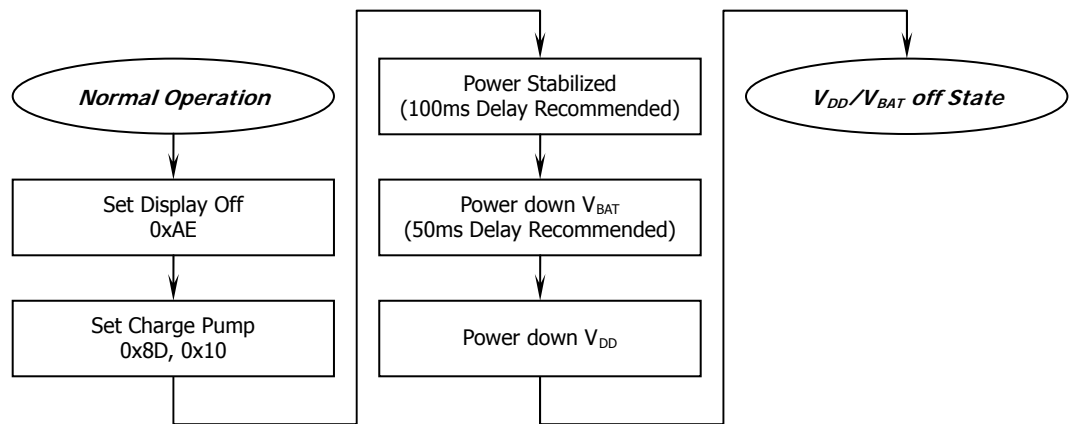 Normal Operation
Set Display Off
0xAE
Set Charge Pump
0x8D, 0x10
Power Stabilized
(100ms Delay Recommended)
Power down VBAT
(50ms Delay Recommended)
Power down VDD
VDD/VBAT off State